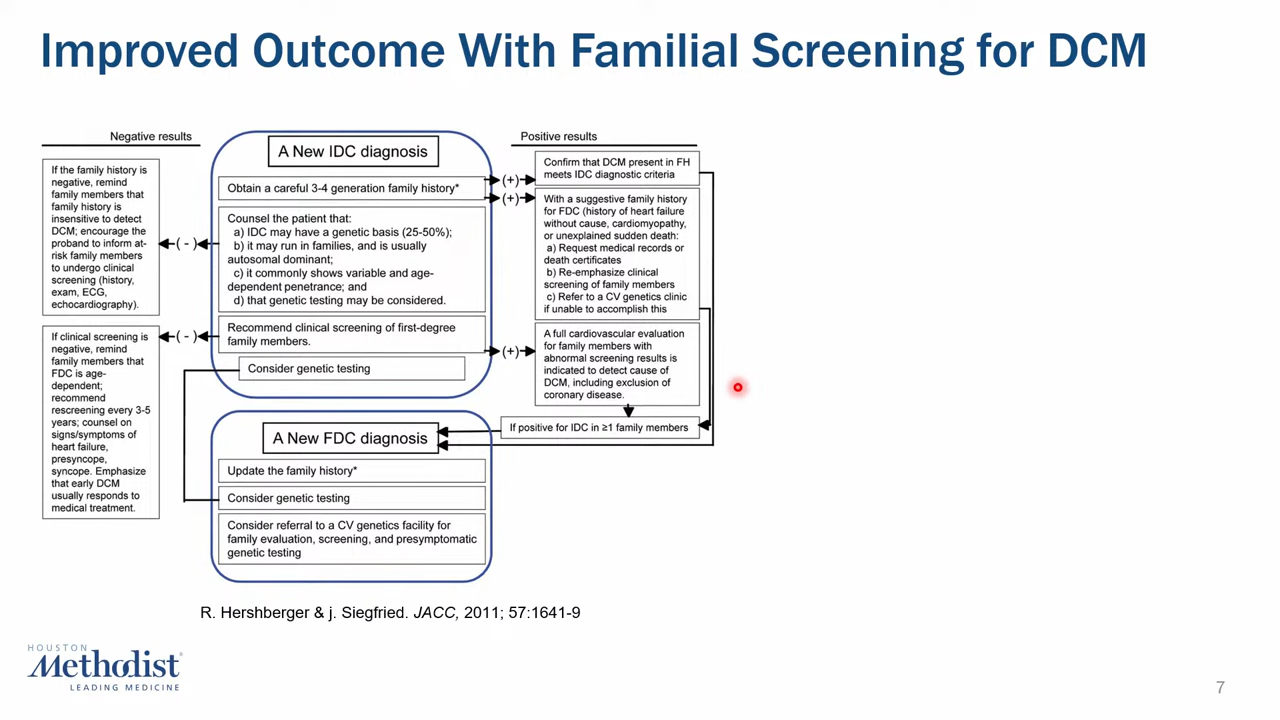 Improved Outcome With Familial Screening for DCM
Negative results
If the family history is
negative, remind
family members that
family history is
insensitive to detect
DCM; encourage the
proband to inform at-
risk family members
to undergo clinical
screening (history,
exam, ECG,
echocardiography).
If clinical screening is
negative, remind
family members that
FDC is age-
dependent;
recommend
rescreening every 3-5
years; counsel on
signs/symptoms of
heart failure,
presyncope,
syncope. Emphasize
that early DCM
usually responds to
medical treatment.
( - )
( - )
A New IDC diagnosis
Obtain a careful 3-4 generation family history*
Counsel the patient that:
a) IDC may have a genetic basis (25-50%);
b) it may run in families, and is usually
autosomal dominant;
c) it commonly shows variable and age-
dependent penetrance; and
d) that genetic testing may be considered.
Recommend clinical screening of first-degree
family members.
Consider genetic testing
A New FDC diagnosis
Update the family history*
Consider genetic testing
Consider referral to a CV genetics facility for
family evaluation, screening, and presymptomatic
genetic testing
(+)
(+)
(+)
Positive results
Confirm that DCM present in FH
meets IDC diagnostic criteria
With a suggestive family history
for FDC (history of heart failure
without cause, cardiomyopathy,
or unexplained sudden death:
a) Request medical records or
death certificates
b) Re-emphasize clinical
screening of family members
c) Refer to a CV genetics clinic
if unable to accomplish this
A full cardiovascular evaluation
for family members with
abnormal screening results is
indicated to detect cause of
DCM, including exclusion of
coronary disease.
If positive for IDC in ≥1 family members
R. Hershberger & j. Siegfried. JACC, 2011; 57:1641-9
HOUSTON
Methodist
LEADING MEDICINE
7